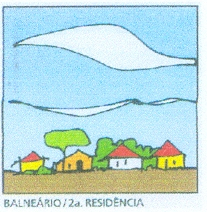 BALNEÁRIO / 2a. RESIDÊNCIA